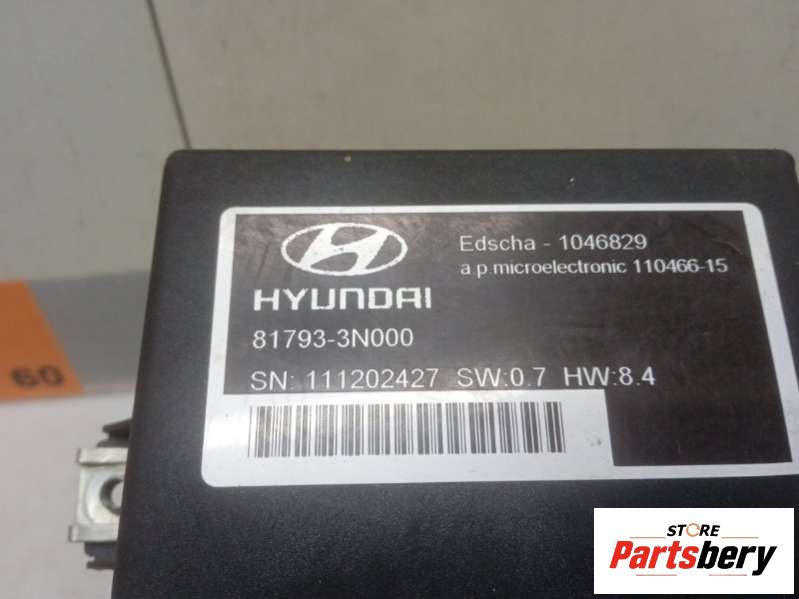 Edscha - 1046829
a.p.microelectronic 110466-15
HYUNDAI
81793-3N000
SN: 111202427 SW:0.7 HW:8.4
60
STORE
Partsbery